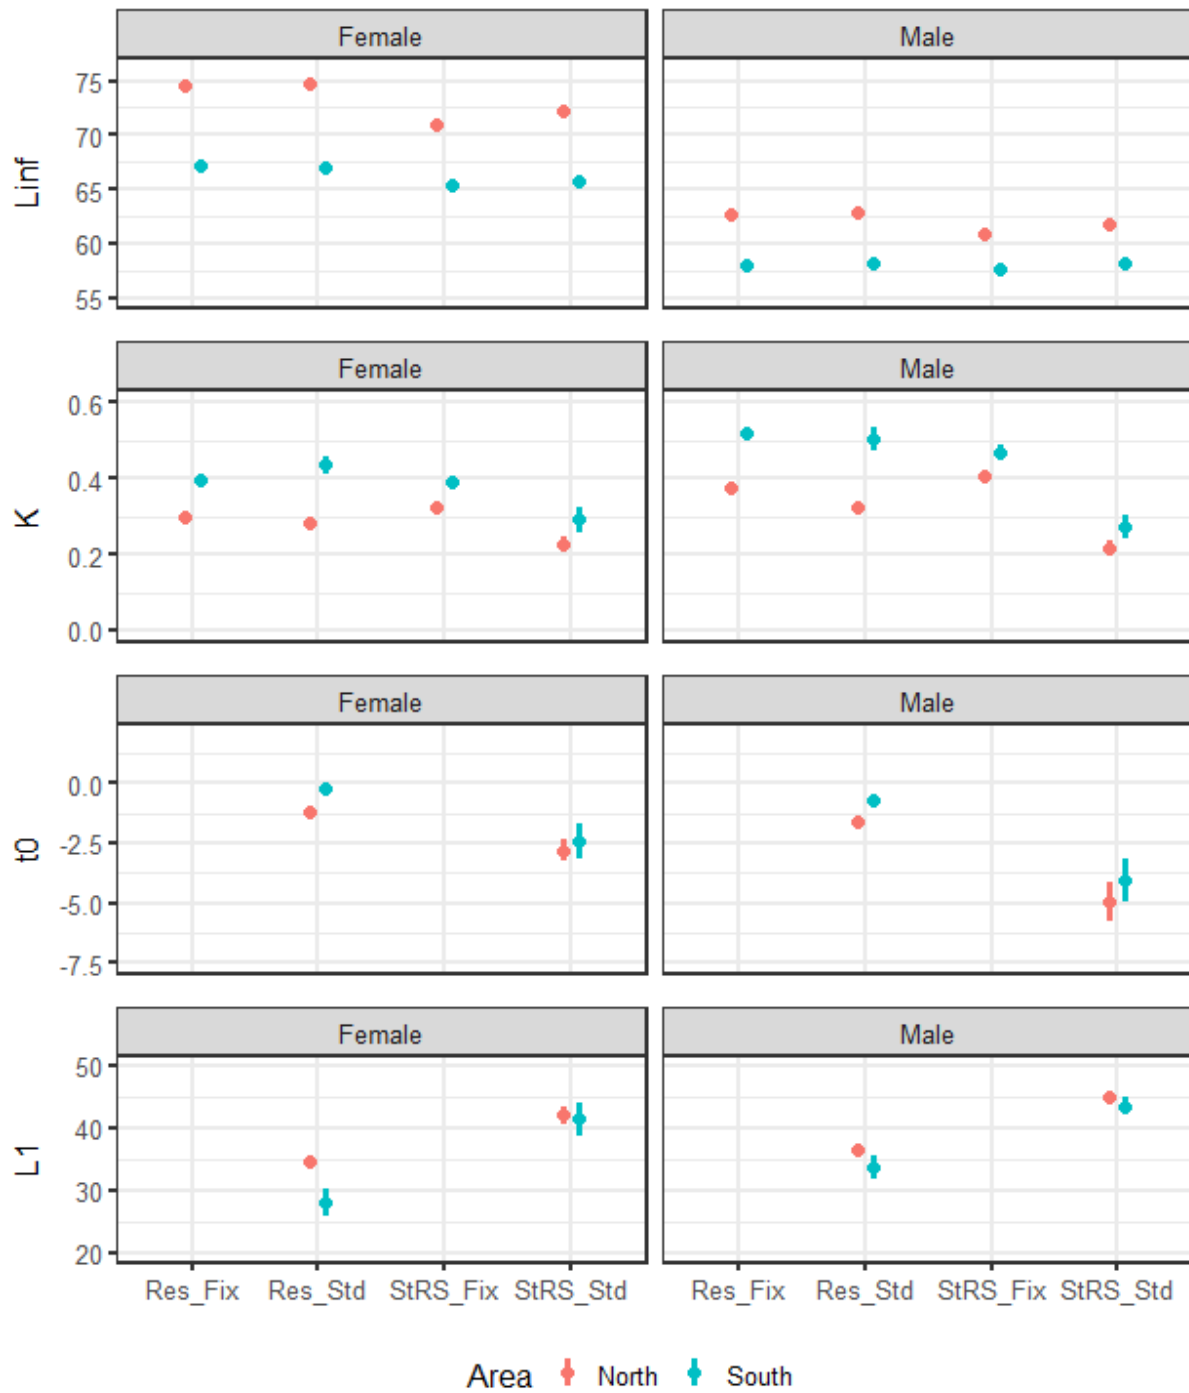 Female Male
Linf
75
70
65
60
55
Female Male
K
0.6
0.4
0.2
0.0
Female Male
t0
0.0
-2.5
-5.0
-7.5
Female Male
L1
50
40
30
20
Res_Fix Res_Std StRS_Fix StRS_Std Res_Fix Res_Std StRS_Fix StRS_Std
Area North South